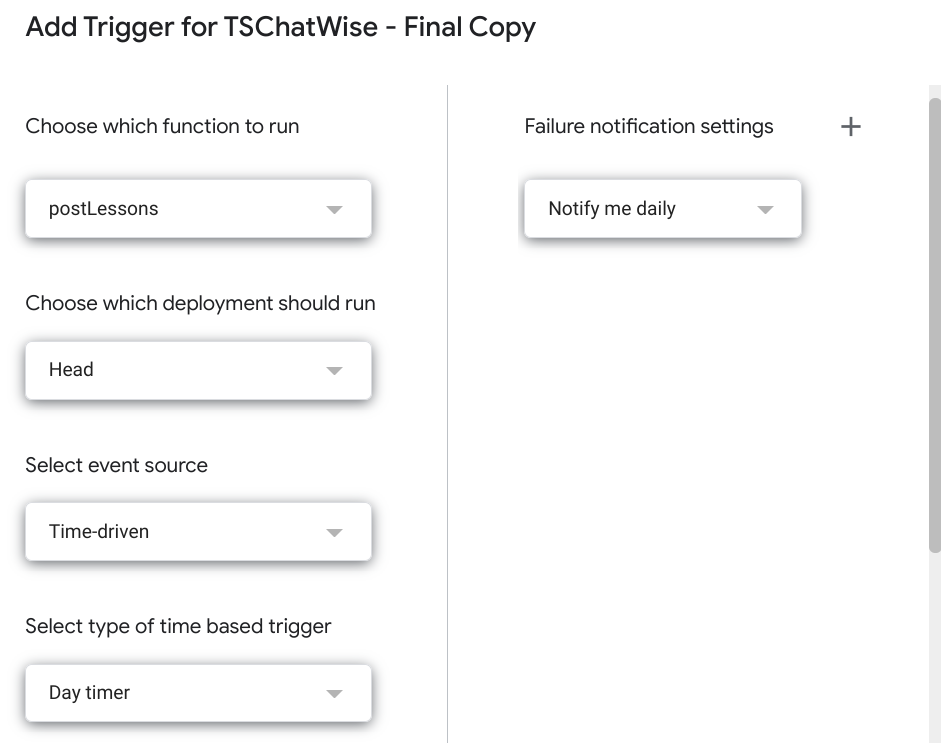 Add Trigger for TSChatWise - Final Copy
Choose which function to run
postLessons
Choose which deployment should run
Head
Select event source
Time-driven
Select type of time based trigger
Day timer
Failure notification settings
Notify me daily